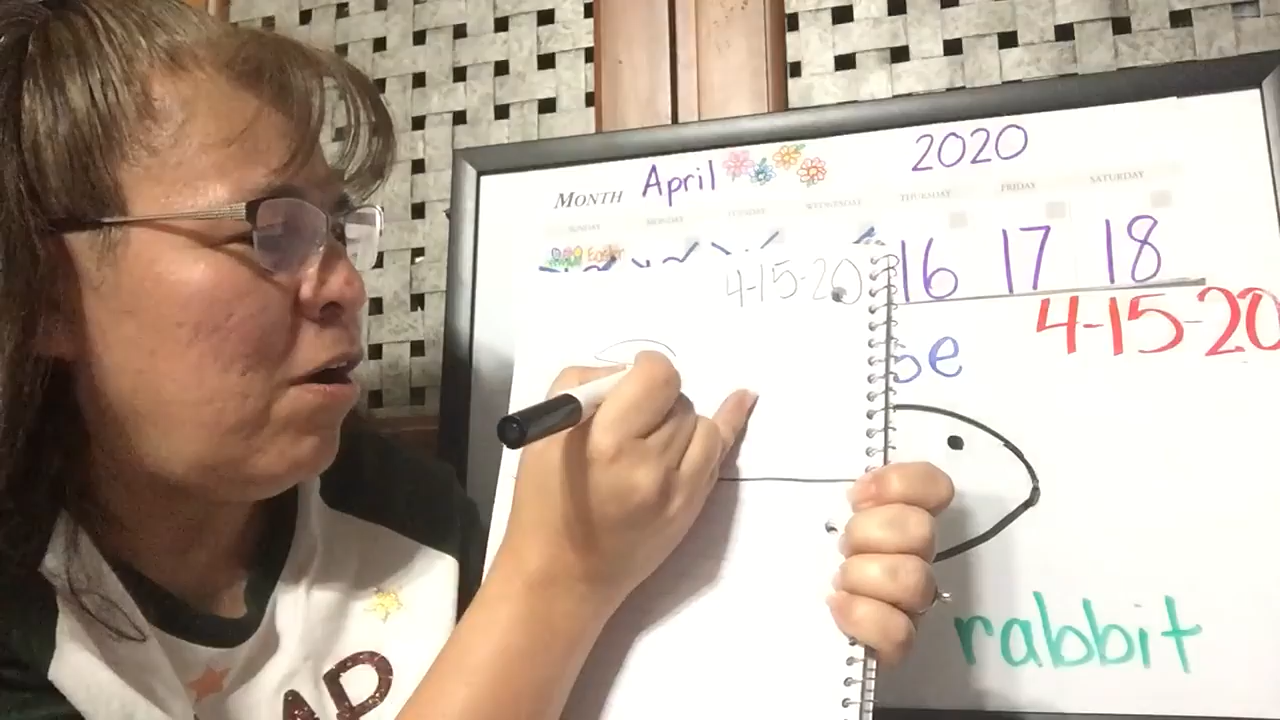 MONTH April 2020
SUNDAY MONDAY TUESDAY WEDNESDAY THURSDAY FRIDAY SATURDAY
Easter 16 17 18
4-15-20
4-15-20
se
rabbit